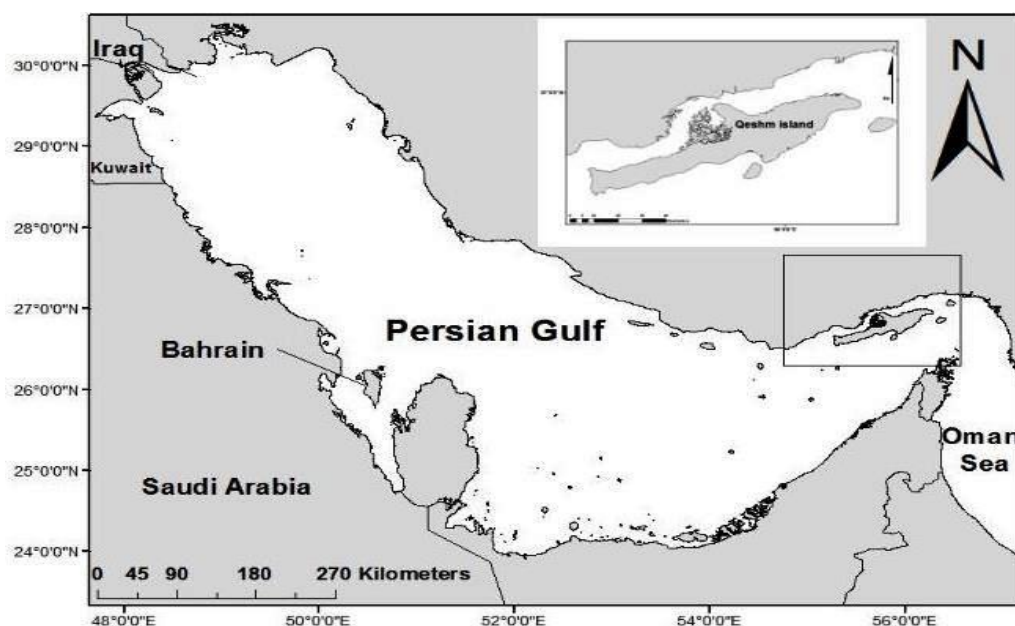 Iraq
30°0'0"N
29°0'0"N
Kuwait
28°0'0"N
27°0'0"N
26°0'0"N
25°0'0"N
24°0'0"N
Qeshm island
N
Persian Gulf
Bahrain
Oman
Sea
Saudi Arabia
0 45 90 180 270 Kilometers
48°0'0"E
50°0'0"E
52°0'0"E
54°0'0"E
56°0'0"E